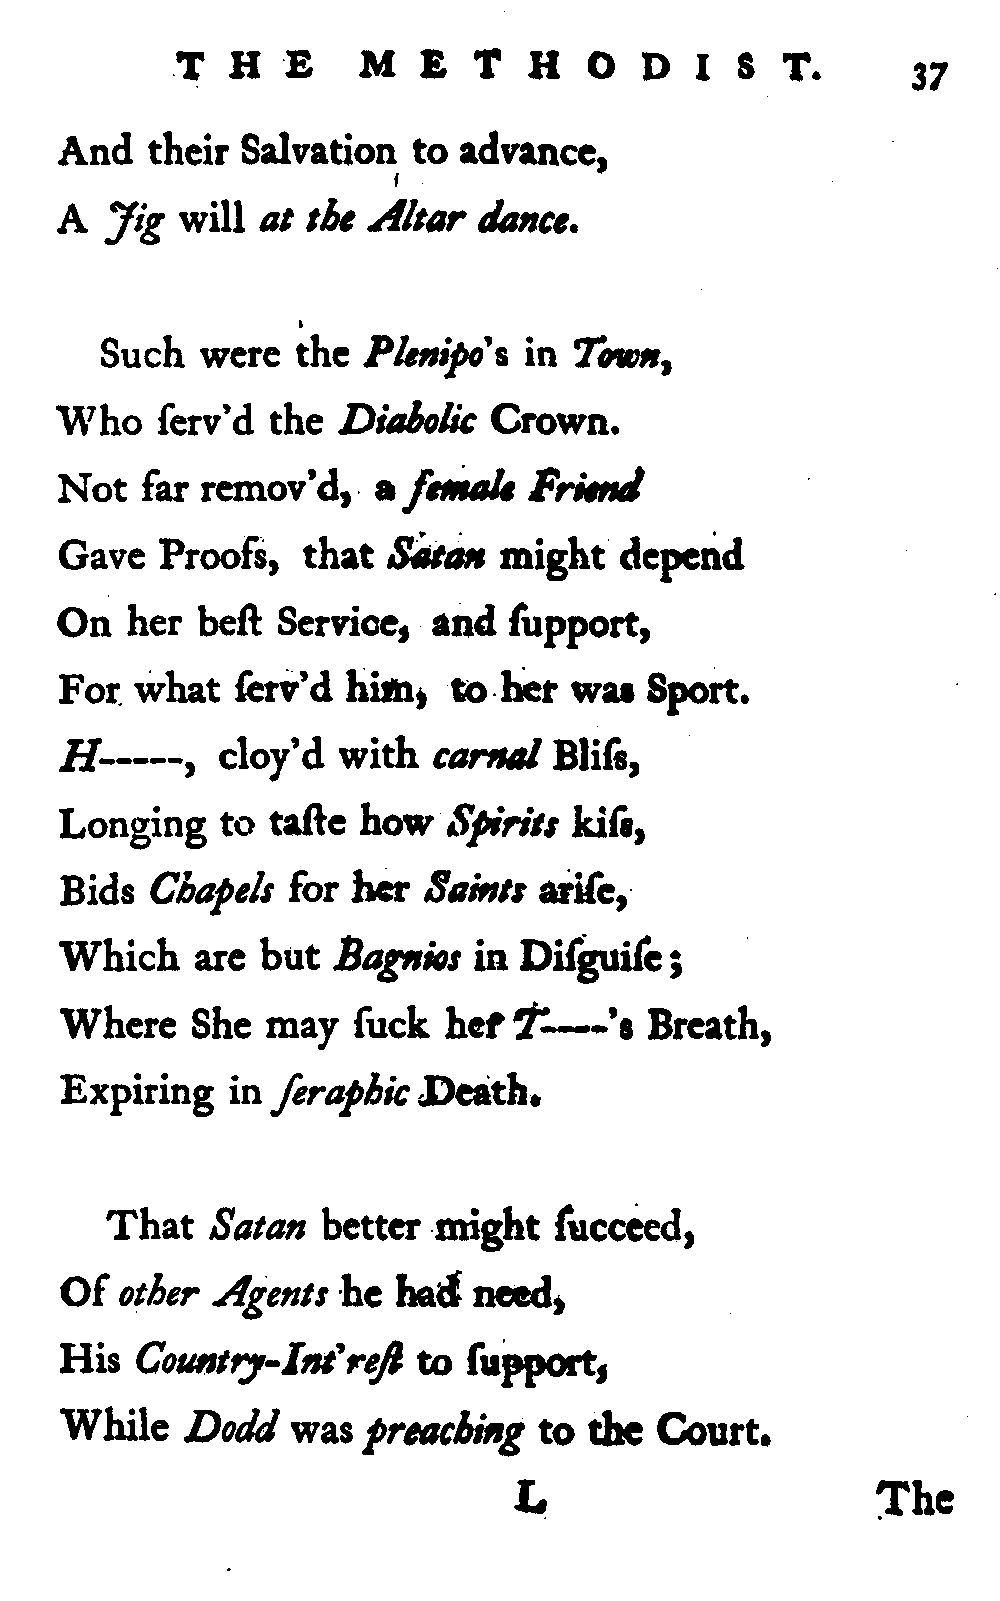 THE METHODIST. 37
And their Salvation to advance,
A Jig will at the Altar dance.
Such were the Plenipo's in Town,
Who ſerv'd the Diabolic Crown.
Not far remov'd, a female Friend
Gave Proofs, that Satan might depend
On her beſt Service, and ſupport,
For what ſerv'd him, to her was Sport.
H-----, cloy'd with carnal Bliſs,
Longing to taſte how Spirits kiſs,
Bids Chapels for her Saints ariſe,
Which are but Bagnios in Diſguiſe;
Where She may ſuck her T----'s Breath,
Expiring in ſeraphic Death.
That Satan better might ſucceed,
Of other Agents he had need,
His Country-Int'reſt to ſupport,
While Dodd was preaching to the Court.
L The